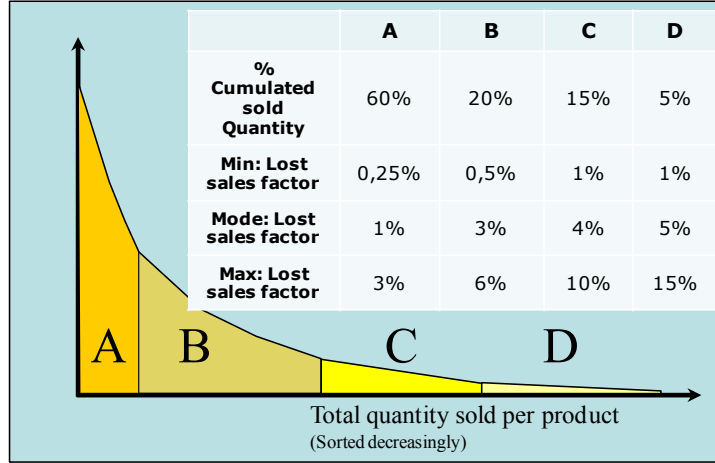 A B C D
%
Cumulated
sold
Quantity
60% 20% 15% 5%
Min: Lost
sales factor
0,25% 0,5% 1% 1%
Mode: Lost
sales factor
1% 3% 4% 5%
Max: Lost
sales factor
3% 6% 10% 15%
A B C D
Total quantity sold per product
(Sorted decreasingly)